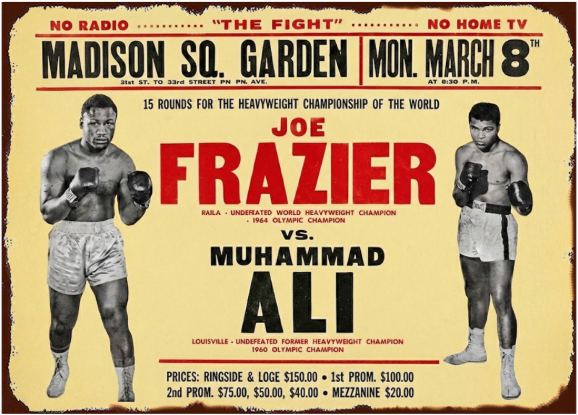 NO RADIO ········ "THE FIGHT" ········ NO HOME TV
MADISON SQ. GARDEN
31st ST. TO 33rd STREET PN PN. AVE.
MON. MARCH 8TH
AT 8:30 P.M.
15 ROUNDS FOR THE HEAVYWEIGHT CHAMPIONSHIP OF THE WORLD
JOE
FRAZIER
RAILA · UNDEFEATED WORLD HEAVYWEIGHT CHAMPION
· 1964 OLYMPIC CHAMPION
VS.
MUHAMMAD
ALI
LOUISVILLE · UNDEFEATED FORMER HEAVYWEIGHT CHAMPION
1960 OLYMPIC CHAMPION
PRICES: RINGSIDE & LOGE $150.00 • 1st PROM. $100.00
2nd PROM. $75.00, $50.00, $40.00 • MEZZANINE $20.00